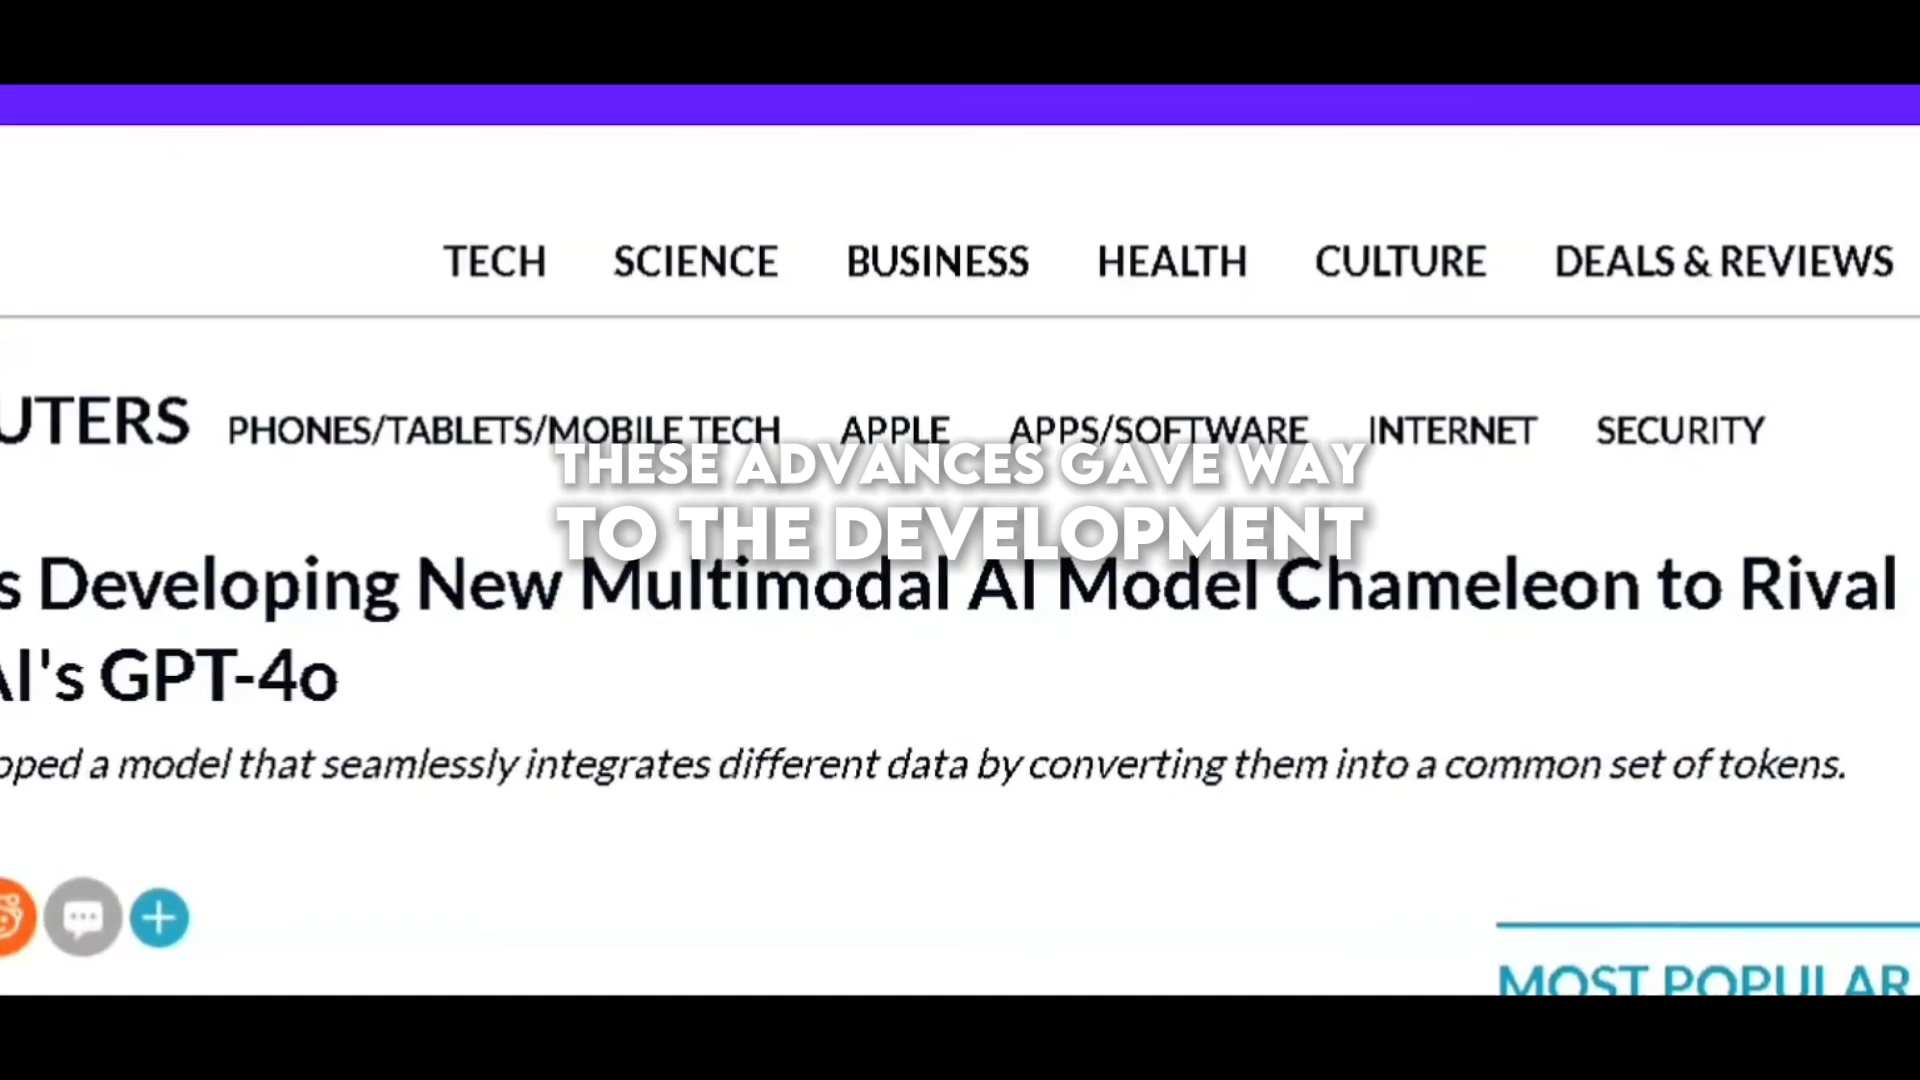 TECH SCIENCE BUSINESS HEALTH CULTURE DEALS & REVIEWS
UTERS PHONES/TABLETS/MOBILE TECH APPLE APPS/SOFTWARE INTERNET SECURITY
THESE ADVANCES GAVE WAY
TO THE DEVELOPMENT
s Developing New Multimodal AI Model Chameleon to Rival
AI's GPT-4o
oped a model that seamlessly integrates different data by converting them into a common set of tokens.
MOST POPULAR